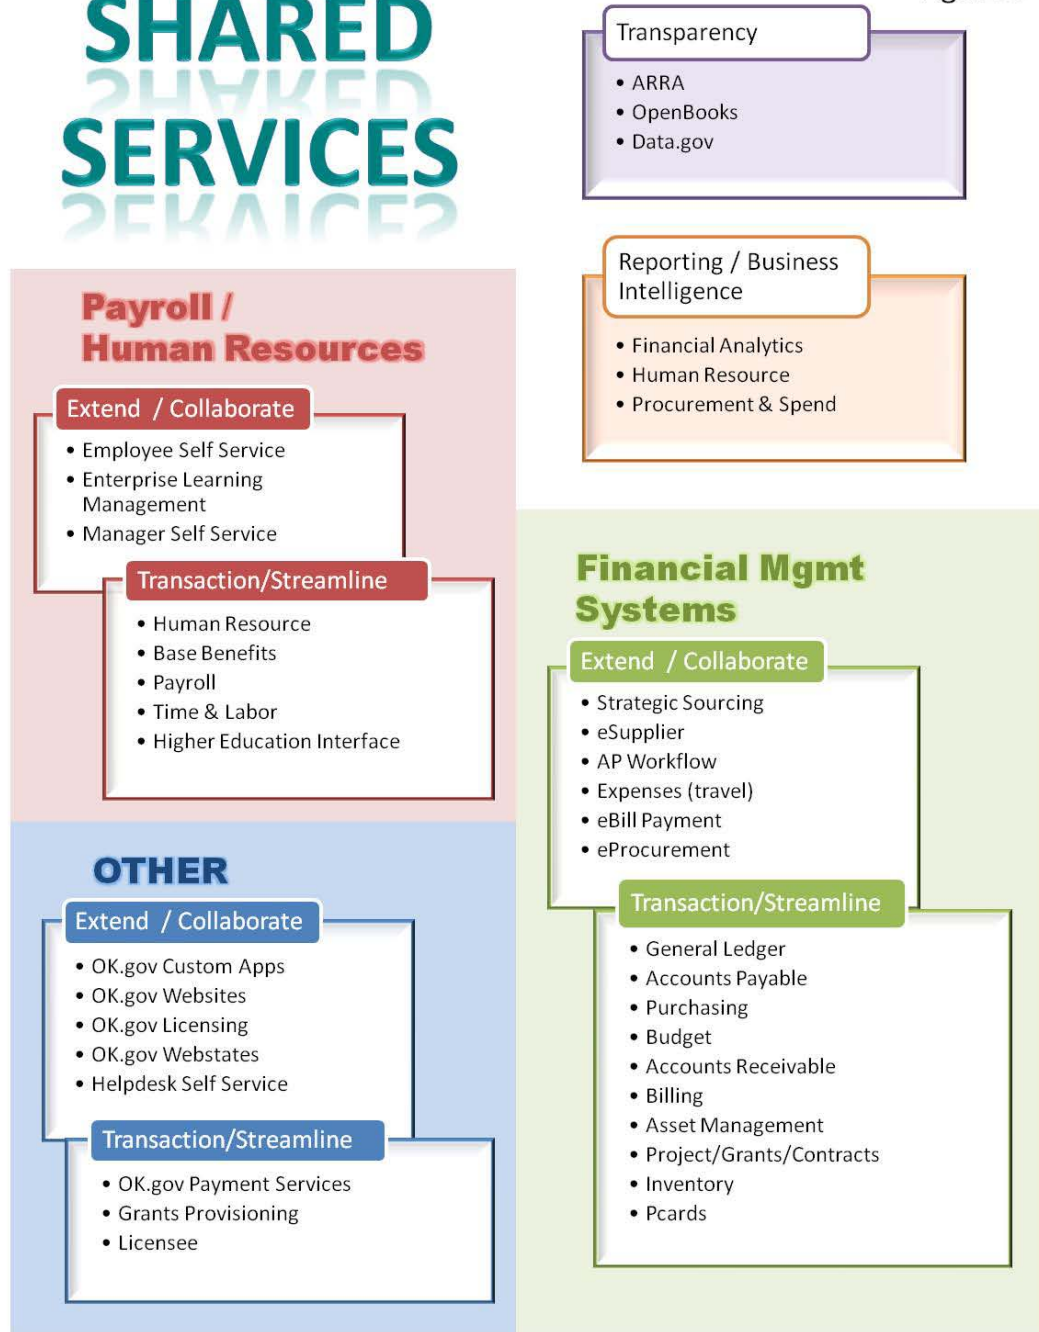 SHARED
SERVICES
Transparency
• ARRA
• OpenBooks
• Data.gov
Reporting / Business
Intelligence
• Financial Analytics
• Human Resource
• Procurement & Spend
Payroll /
Human Resources
Extend / Collaborate
• Employee Self Service
• Enterprise Learning
Management
• Manager Self Service
Transaction/Streamline
• Human Resource
• Base Benefits
• Payroll
• Time & Labor
• Higher Education Interface
OTHER
Extend / Collaborate
• OK.gov Custom Apps
• OK.gov Websites
• OK.gov Licensing
• OK.gov Webstates
• Helpdesk Self Service
Transaction/Streamline
• OK.gov Payment Services
• Grants Provisioning
• Licensee
Financial Mgmt
Systems
Extend / Collaborate
• Strategic Sourcing
• eSupplier
• AP Workflow
• Expenses (travel)
• eBill Payment
• eProcurement
Transaction/Streamline
• General Ledger
• Accounts Payable
• Purchasing
• Budget
• Accounts Receivable
• Billing
• Asset Management
• Project/Grants/Contracts
• Inventory
• Pcards